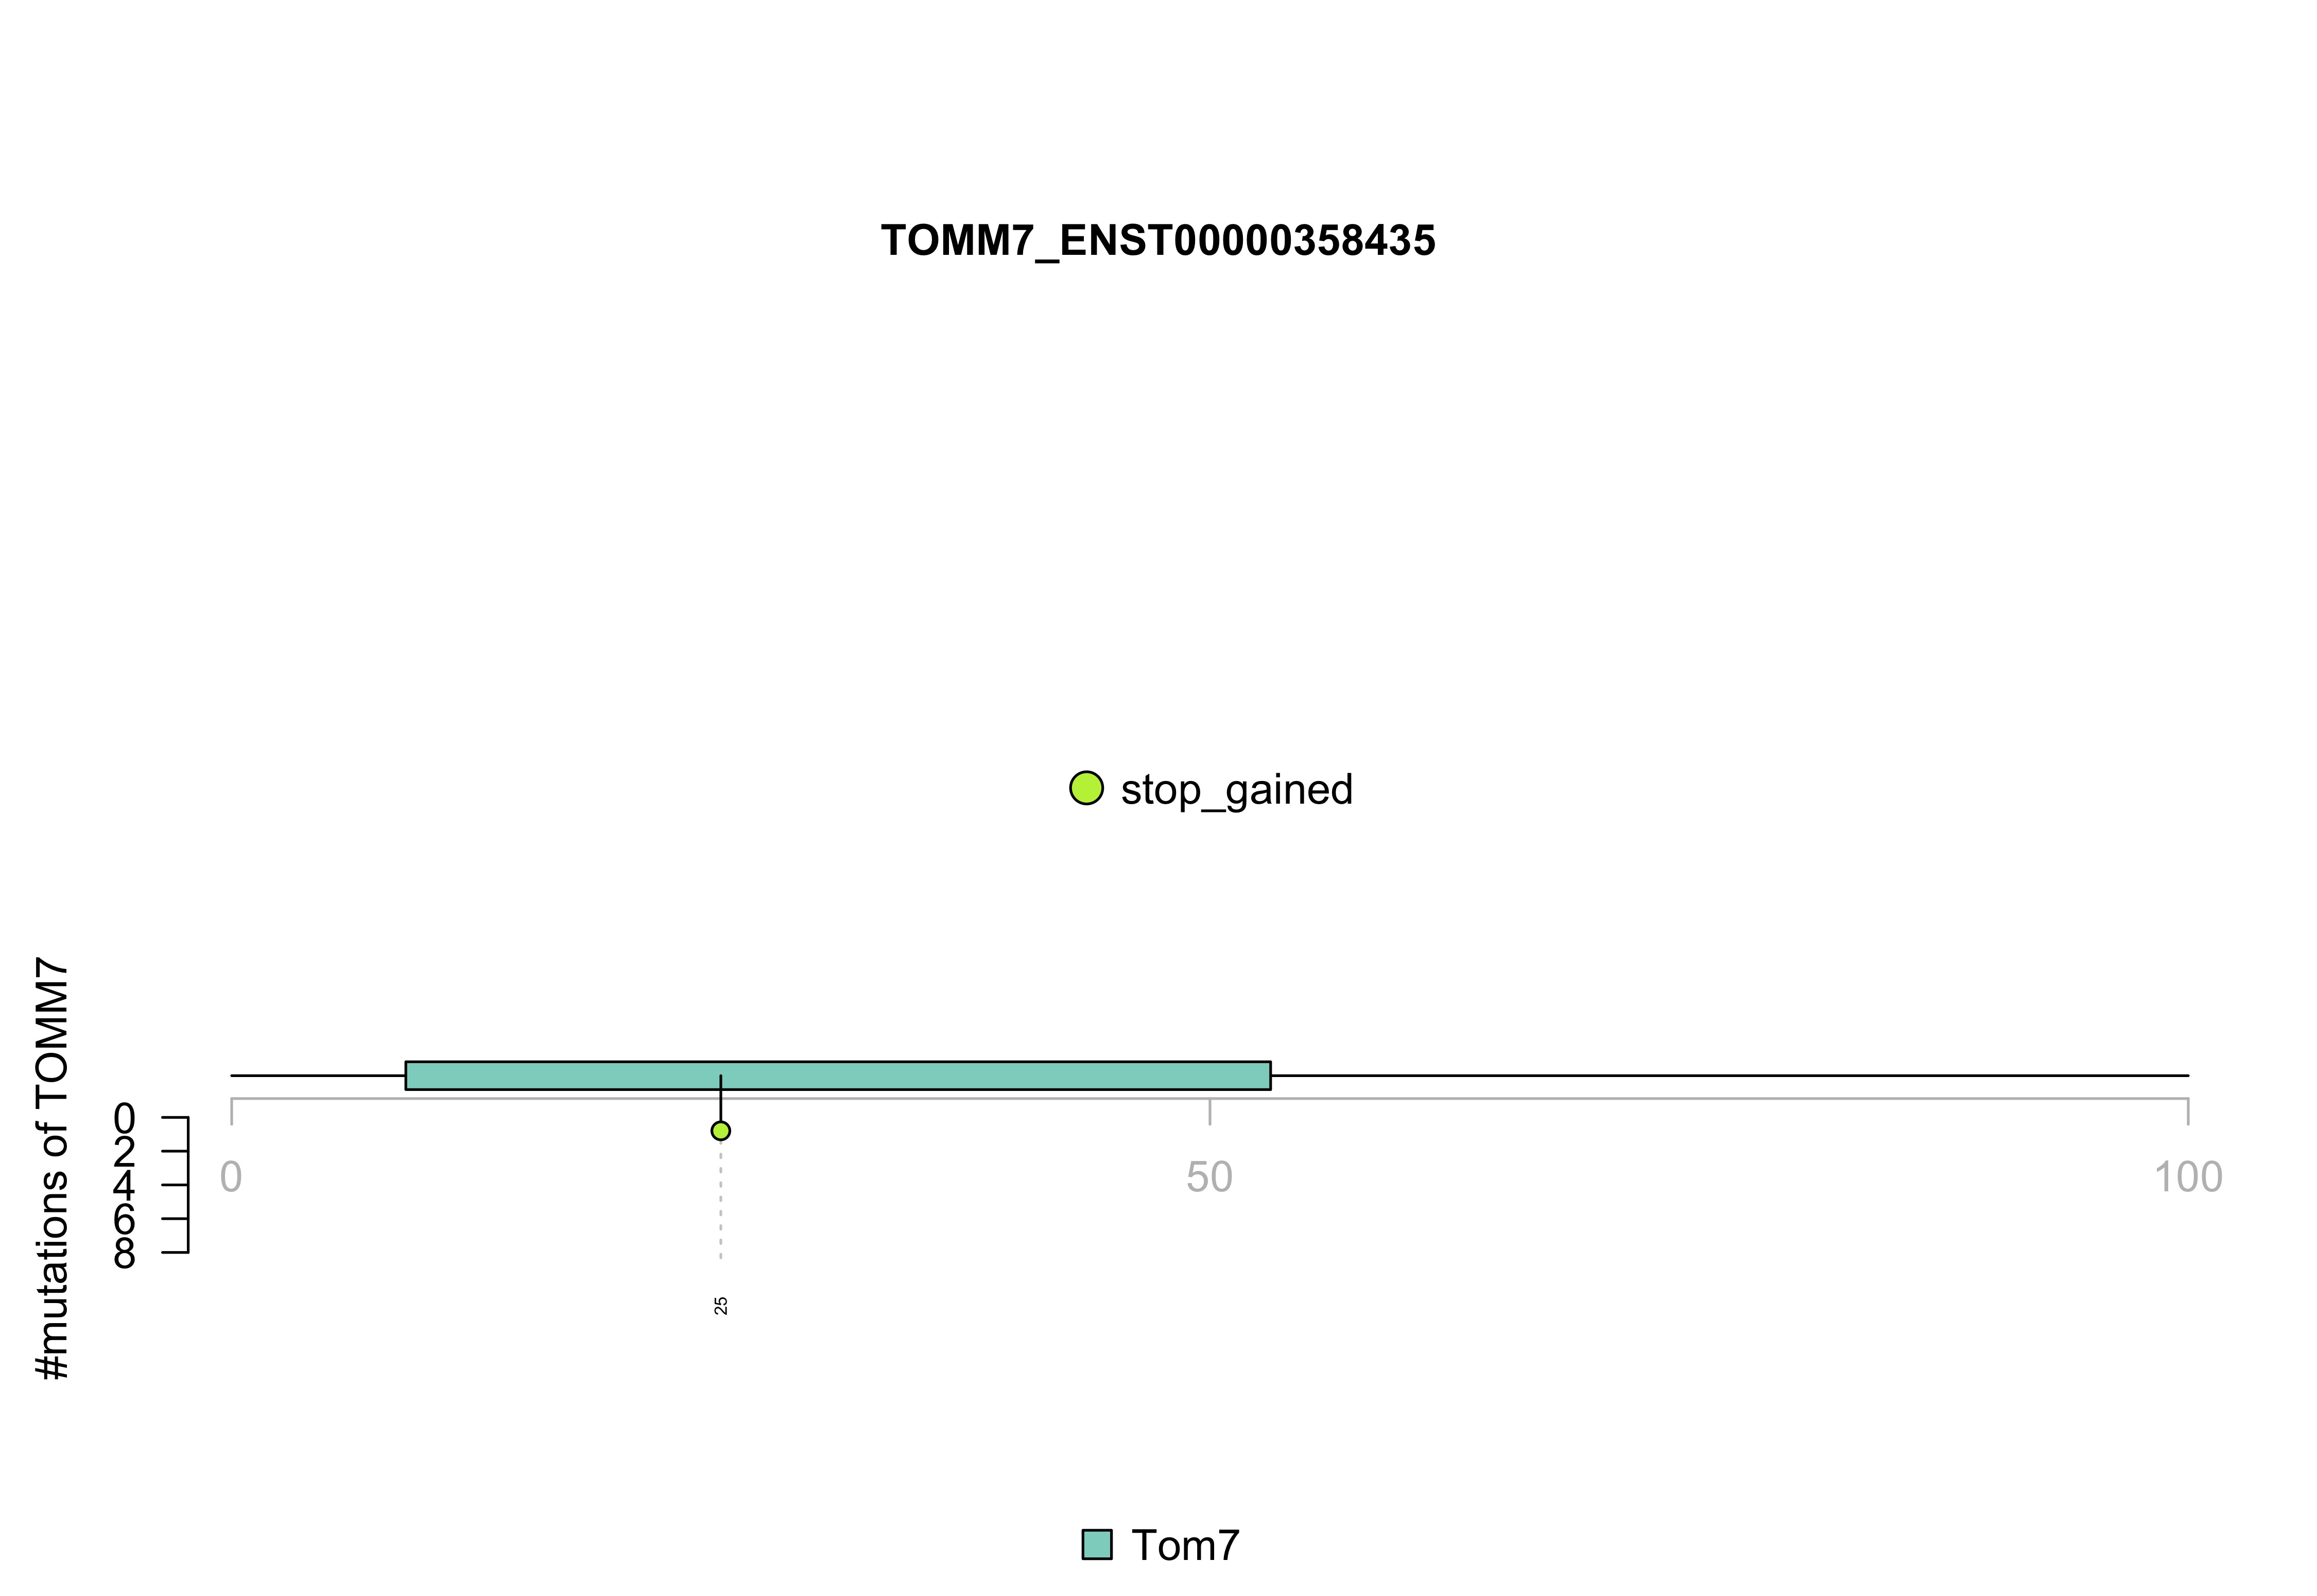 TOMM7_ENST00000358435
stop_gained
#mutations of TOMM7
0
2
4
6
8
0
50
100
25
Tom7